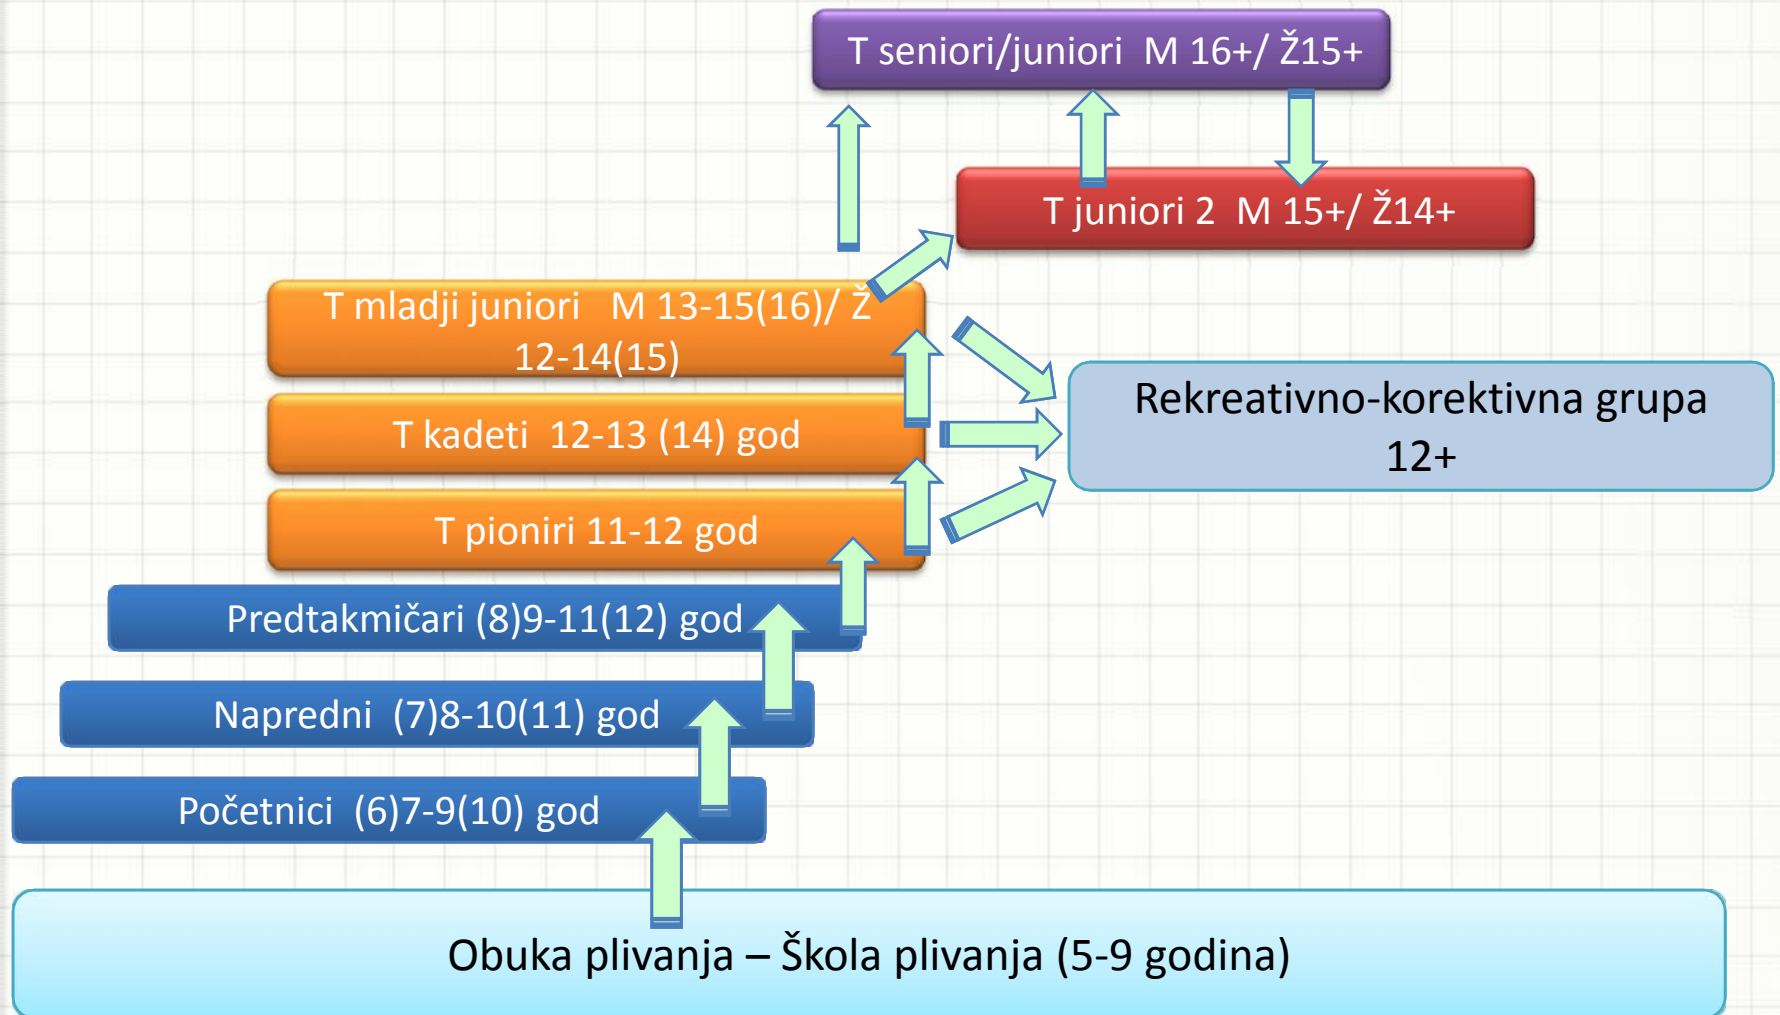 T seniori/juniori M 16+/ Ž15+
T juniori 2 M 15+/ Ž14+
T mladji juniori M 13-15(16)/ Ž
12-14(15)
Rekreativno-korektivna grupa
12+
T kadeti 12-13 (14) god
T pioniri 11-12 god
Predtakmičari (8)9-11(12) god
Napredni (7)8-10(11) god
Početnici (6)7-9(10) god
Obuka plivanja – Škola plivanja (5-9 godina)